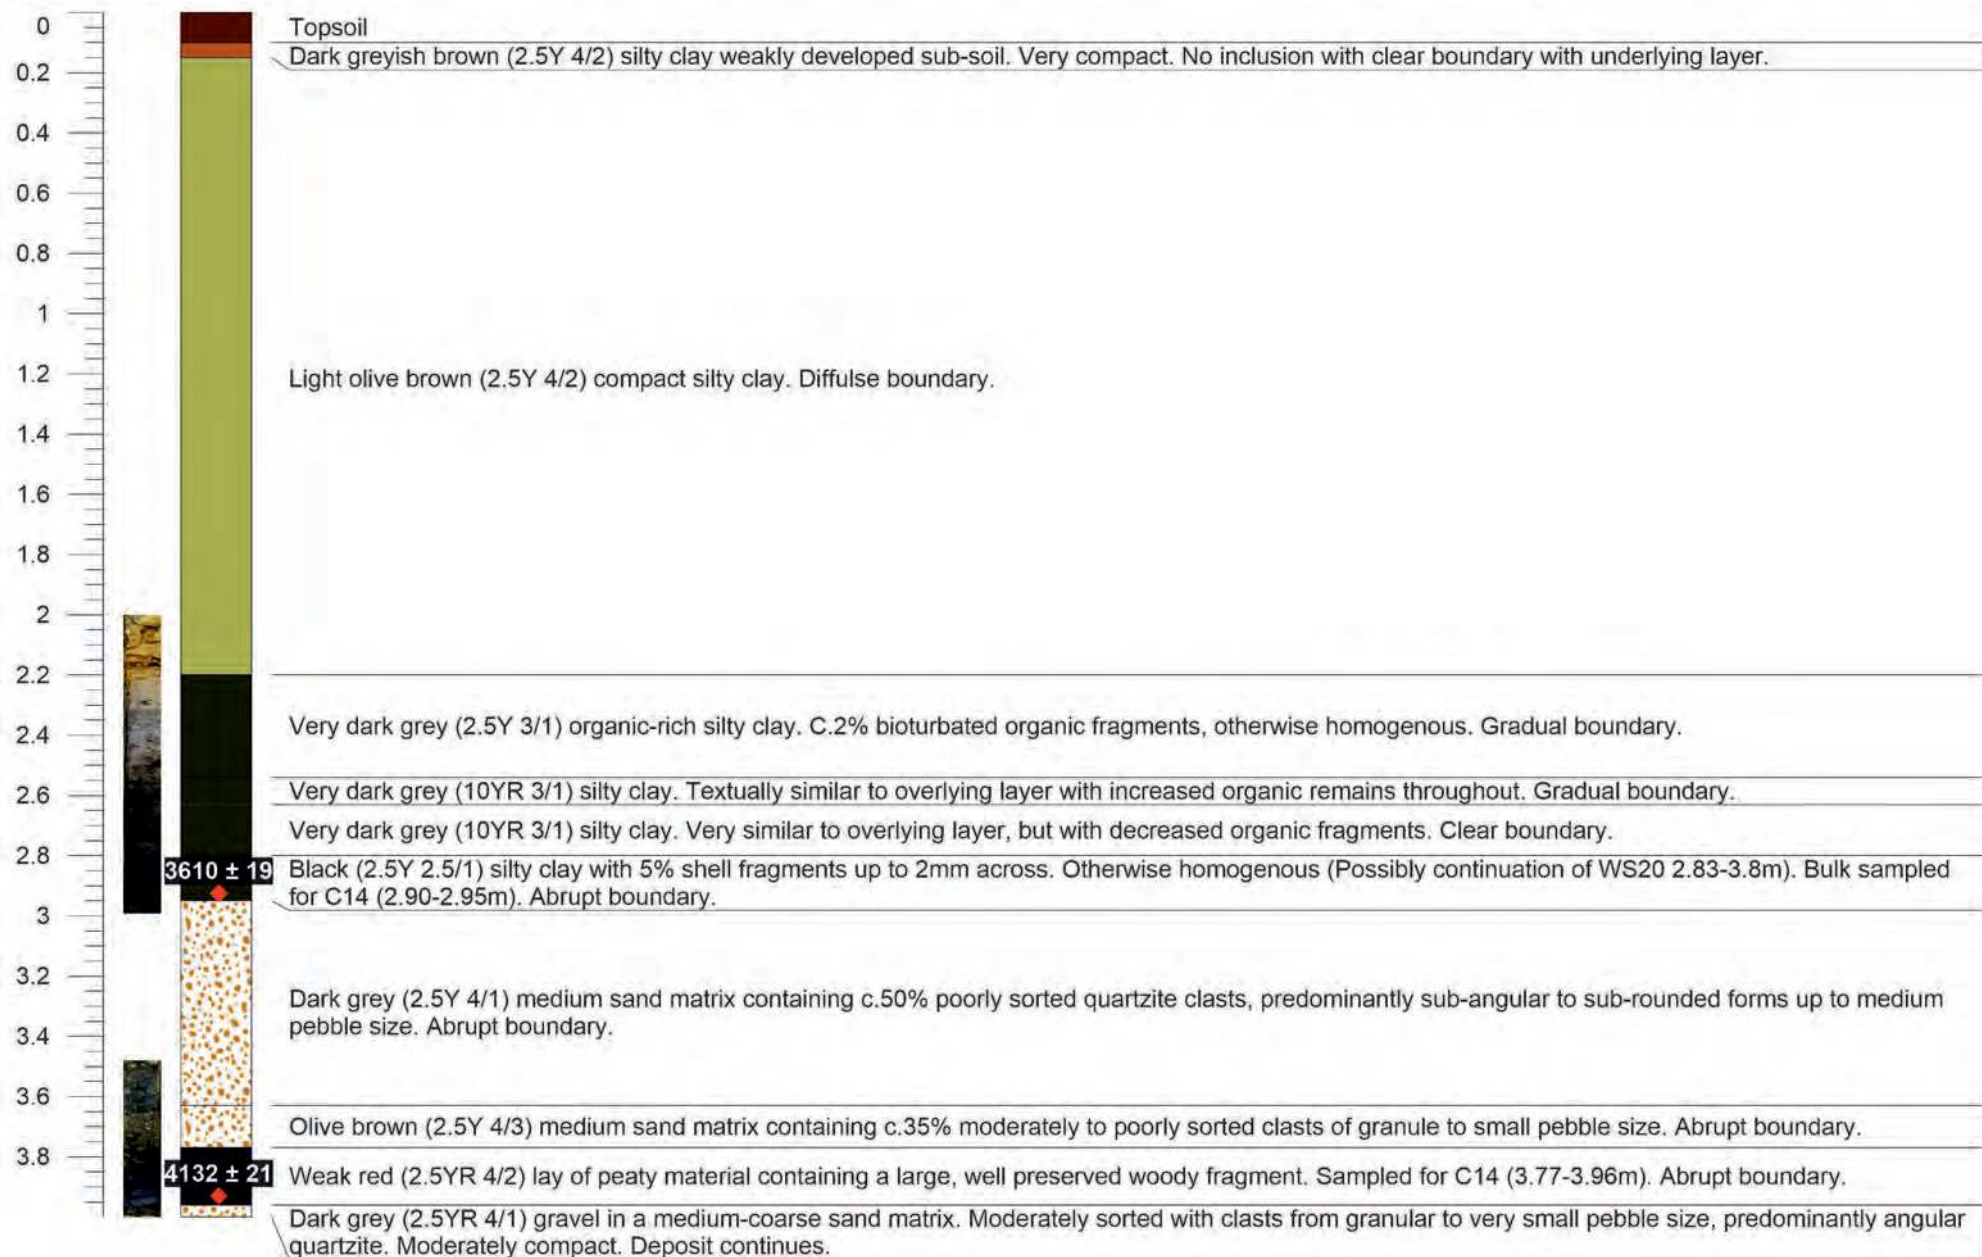 0
Topsoil
Dark greyish brown (2.5Y 4/2) silty clay weakly developed sub-soil. Very compact. No inclusion with clear boundary with underlying layer.
0.2
0.4
0.6
0.8
1
1.2
Light olive brown (2.5Y 4/2) compact silty clay. Diffulse boundary.
1.4
1.6
1.8
2
2.2
Very dark grey (2.5Y 3/1) organic-rich silty clay. C.2% bioturbated organic fragments, otherwise homogenous. Gradual boundary.
2.4
2.6
Very dark grey (10YR 3/1) silty clay. Textually similar to overlying layer with increased organic remains throughout. Gradual boundary.
Very dark grey (10YR 3/1) silty clay. Very similar to overlying layer, but with decreased organic fragments. Clear boundary.
2.8
3610 ± 19
Black (2.5Y 2.5/1) silty clay with 5% shell fragments up to 2mm across. Otherwise homogenous (Possibly continuation of WS20 2.83-3.8m). Bulk sampled
for C14 (2.90-2.95m). Abrupt boundary.
3
3.2
Dark grey (2.5Y 4/1) medium sand matrix containing c.50% poorly sorted quartzite clasts, predominantly sub-angular to sub-rounded forms up to medium
pebble size. Abrupt boundary.
3.4
3.6
Olive brown (2.5Y 4/3) medium sand matrix containing c.35% moderately to poorly sorted clasts of granule to small pebble size. Abrupt boundary.
3.8
4132 ± 21
Weak red (2.5YR 4/2) lay of peaty material containing a large, well preserved woody fragment. Sampled for C14 (3.77-3.96m). Abrupt boundary.
Dark grey (2.5YR 4/1) gravel in a medium-coarse sand matrix. Moderately sorted with clasts from granular to very small pebble size, predominantly angular
quartzite. Moderately compact. Deposit continues.